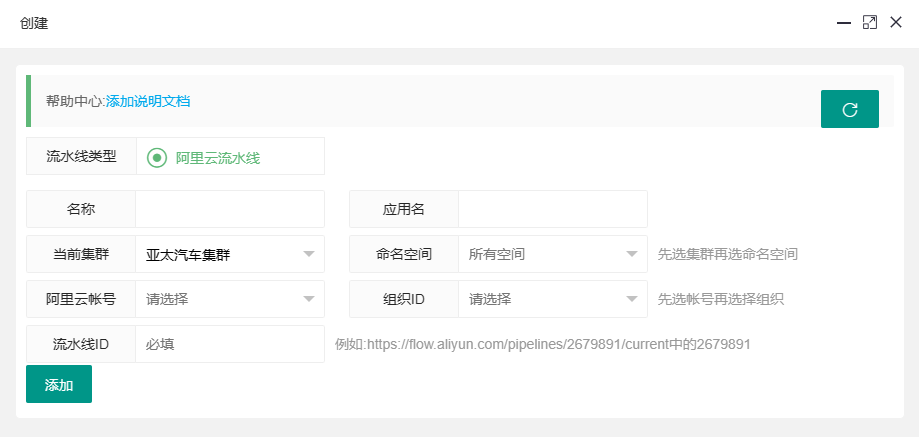 创建
帮助中心:添加说明文档
流水线类型 阿里云流水线
名称 应用名
当前集群 亚太汽车集群 命名空间 所有空间 先选集群再选命名空间
阿里云帐号 请选择 组织ID 请选择 先选帐号再选择组织
流水线ID 必填 例如:https://flow.aliyun.com/pipelines/2679891/current中的2679891
添加